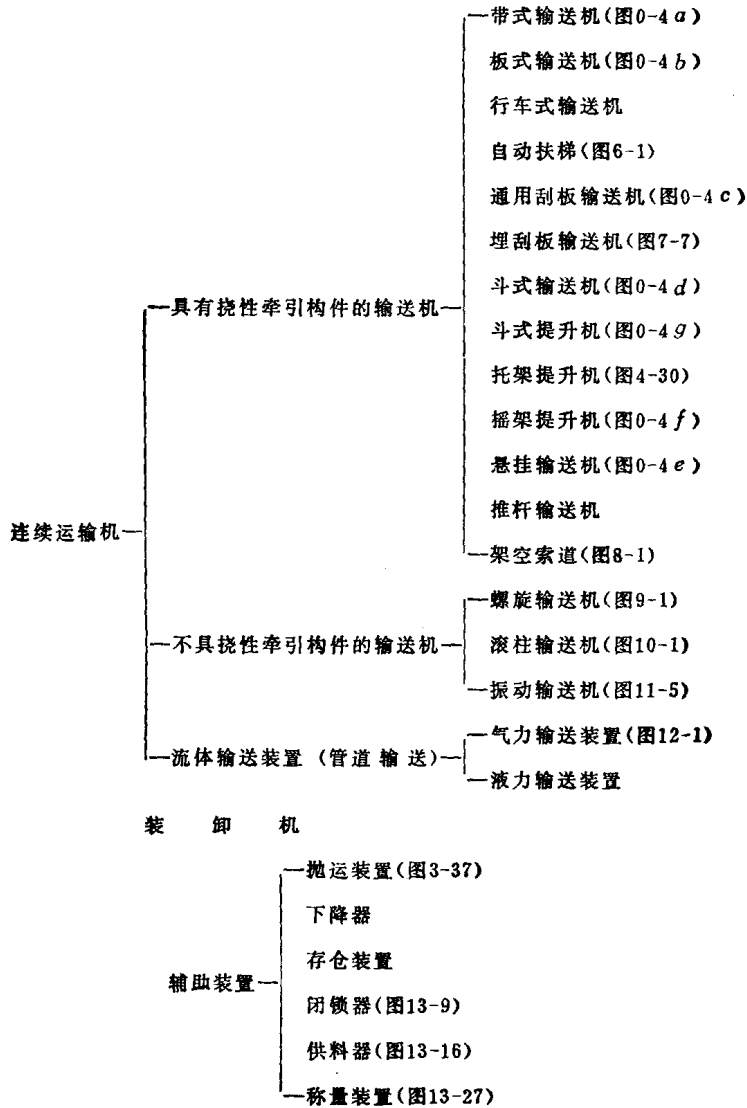 带式输送机(图0-4a)
板式输送机(图0-4b)
行车式输送机
自动扶梯(图6-1)
通用刮板输送机(图0-4c)
埋刮板输送机(图7-7)
斗式输送机(图0-4d)
具有挠性牵引构件的输送机
斗式提升机(图0-4g)
托架提升机(图4-30)
摇架提升机(图0-4f)
悬挂输送机(图0-4e)
推杆输送机
连续运输机
架空索道(图8-1)
螺旋输送机(图9-1)
不具挠性牵引构件的输送机
滚柱输送机(图10-1)
振动输送机(图11-5)
流体输送装置 (管道输送)
气力输送装置(图12-1)
液力输送装置
装 卸 机
抛运装置(图3-37)
下降器
存仓装置
辅助装置
闭锁器(图13-9)
供料器(图13-16)
称量装置(图13-27)